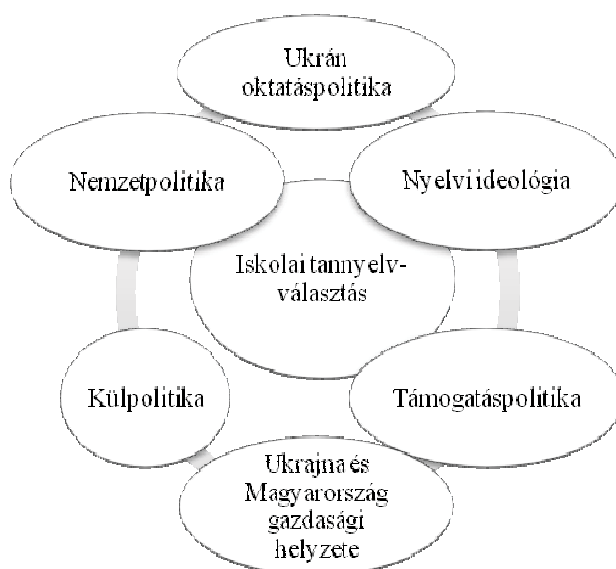 Ukrán
oktatáspolitika
Nemzetpolitika
Nyelvi ideológia
Iskolai tannyelv-
választás
Külpolitika
Támogatáspolitika
Ukrajna és
Magyarország
gazdasági
helyzete